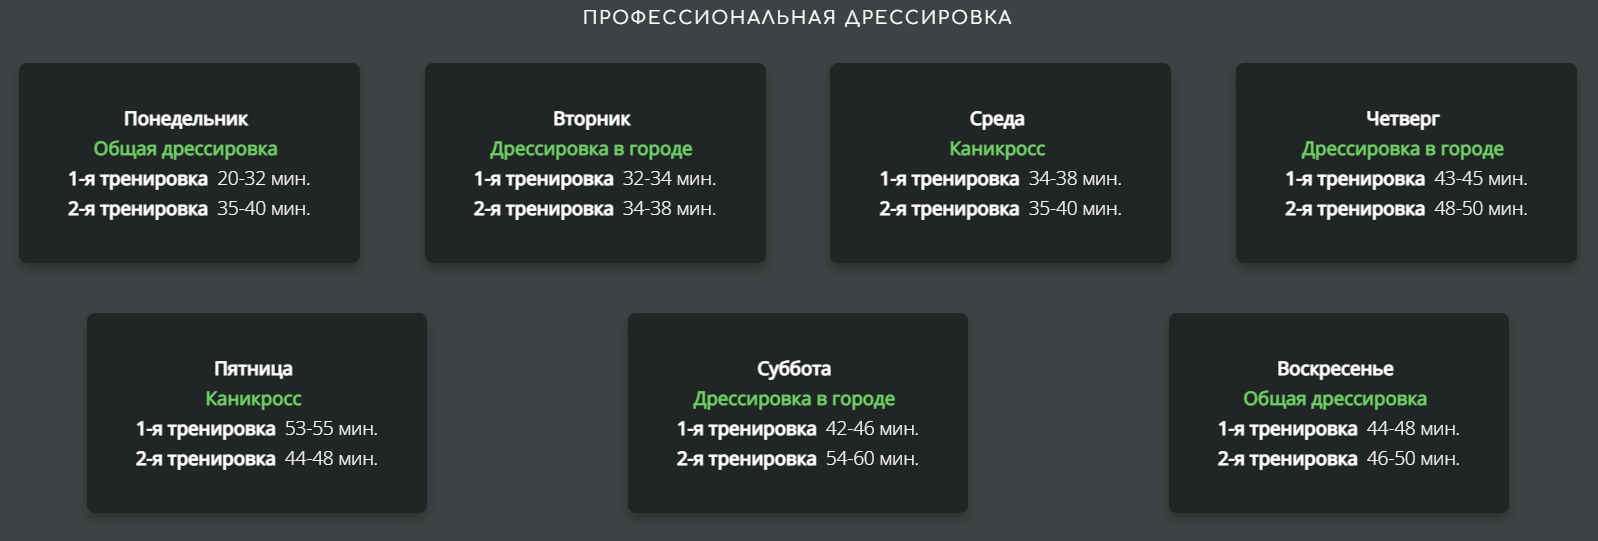 ПРОФЕССИОНАЛЬНАЯ ДРЕССИРОВКА
Понедельник
Общая дрессировка
1-я тренировка 20-32 мин.
2-я тренировка 35-40 мин.
Вторник
Дрессировка в городе
1-я тренировка 32-34 мин.
2-я тренировка 34-38 мин.
Среда
Каникросс
1-я тренировка 34-38 мин.
2-я тренировка 35-40 мин.
Четверг
Дрессировка в городе
1-я тренировка 43-45 мин.
2-я тренировка 48-50 мин.
Пятница
Каникросс
1-я тренировка 53-55 мин.
2-я тренировка 44-48 мин.
Суббота
Дрессировка в городе
1-я тренировка 42-46 мин.
2-я тренировка 54-60 мин.
Воскресенье
Общая дрессировка
1-я тренировка 44-48 мин.
2-я тренировка 46-50 мин.